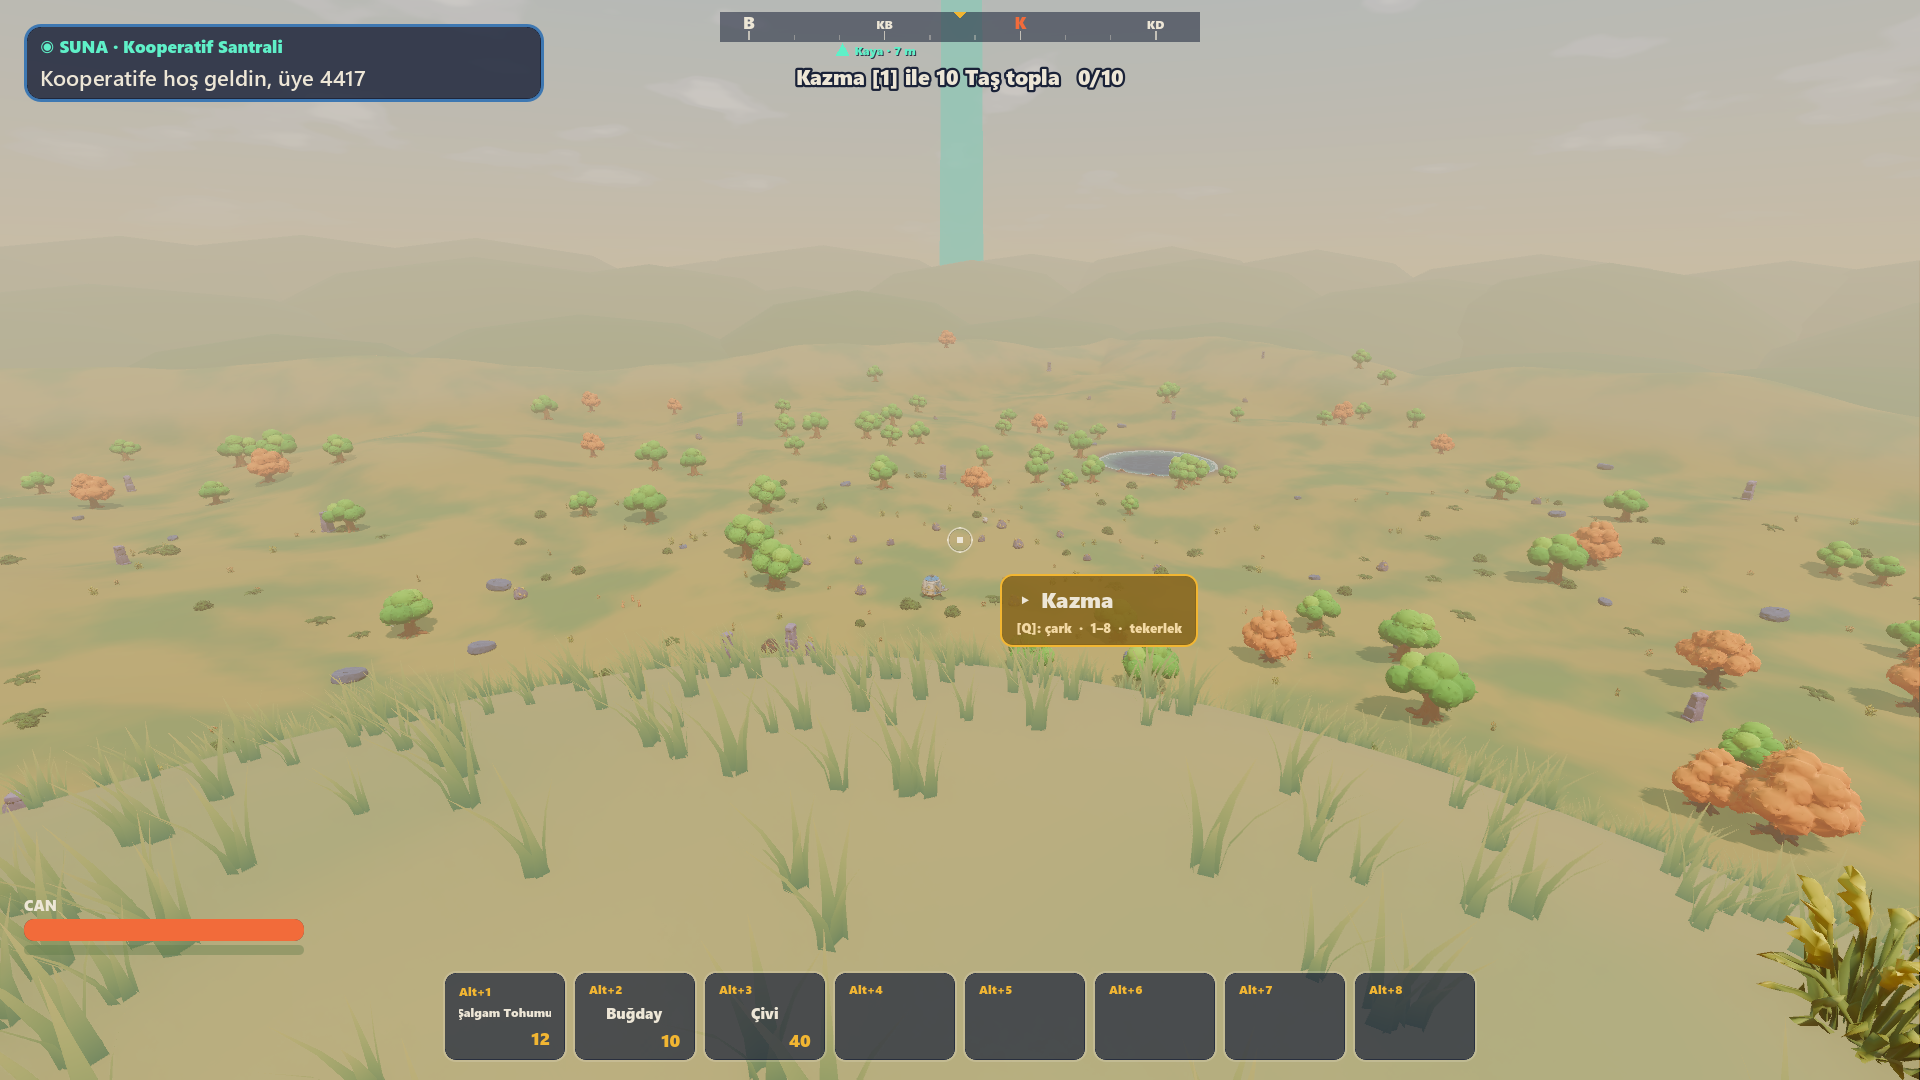 SUNA · Kooperatif Santrali
Kooperatife hoş geldin, üye 4417
B KB K KD
Kaya · 7 m
Kazma [1] ile 10 Taş topla 0/10
Kazma
[Q]: çark · 1–8 · tekerlek
CAN
Alt+1
Şalgam Tohumu
12
Alt+2
Buğday
10
Alt+3
Çivi
40
Alt+4
Alt+5
Alt+6
Alt+7
Alt+8